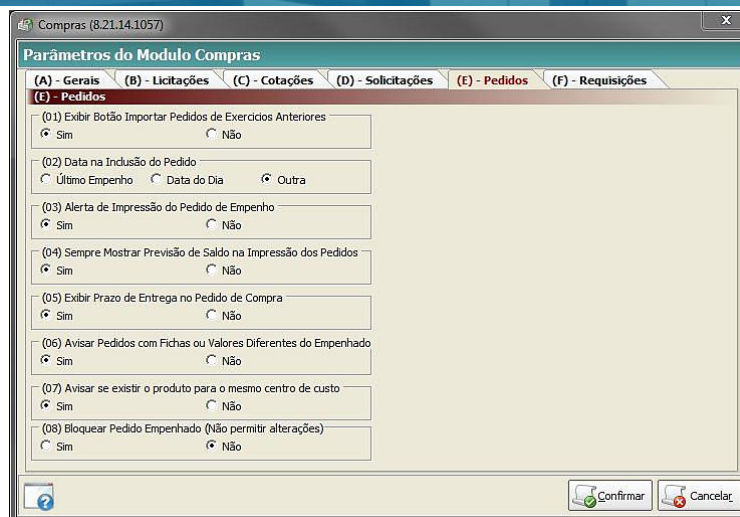 Compras (8.21.14.1057)
X
Parâmetros do Modulo Compras
(A) - Gerais (B) - Licitações (C) - Cotações (D) - Solicitações (E) - Pedidos (F) - Requisições
(E) - Pedidos
(01) Exibir Botão Importar Pedidos de Exercicios Anteriores
Sim Não
(02) Data na Inclusão do Pedido
Último Empenho Data do Dia Outra
(03) Alerta de Impressão do Pedido de Empenho
Sim Não
(04) Sempre Mostrar Previsão de Saldo na Impressão dos Pedidos
Sim Não
(05) Exibir Prazo de Entrega no Pedido de Compra
Sim Não
(06) Avisar Pedidos com Fichas ou Valores Diferentes do Empenhado
Sim Não
(07) Avisar se existir o produto para o mesmo centro de custo
Sim Não
(08) Bloquear Pedido Empenhado (Não permitir alterações)
Sim Não
? Confirmar Cancelar